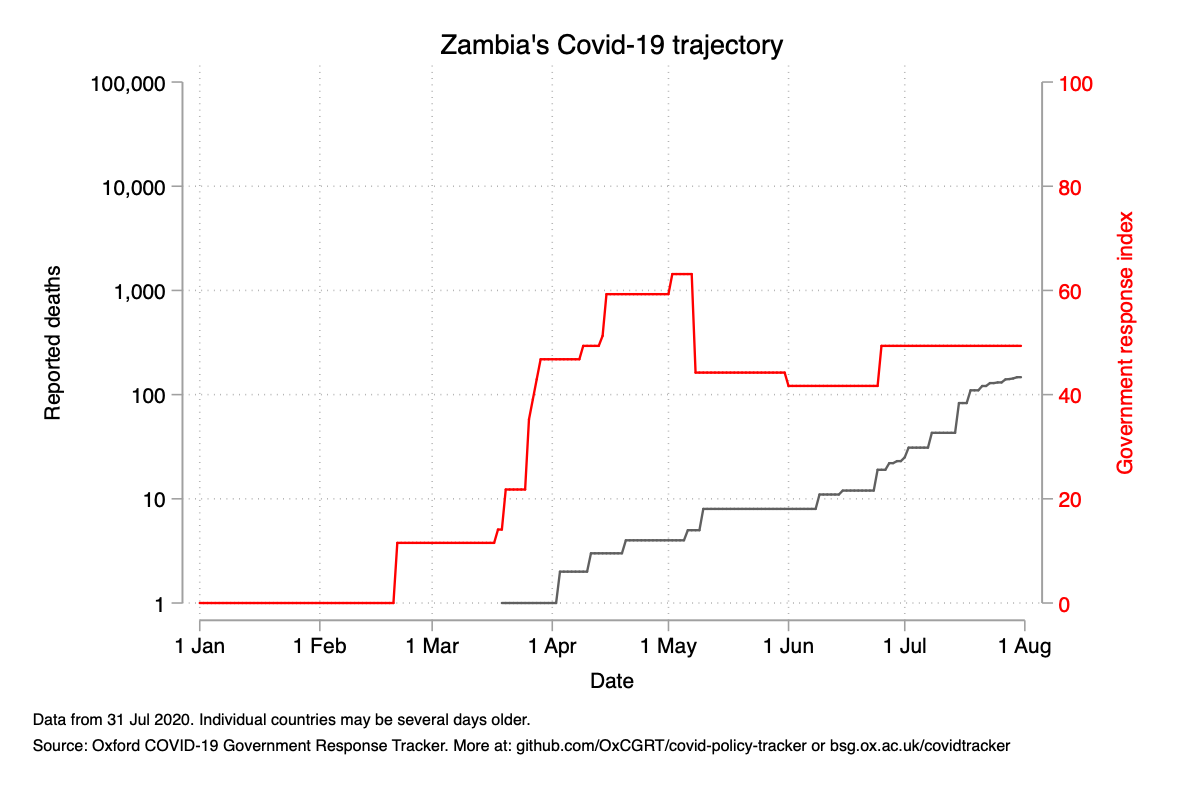 Zambia's Covid-19 trajectory
100,000
10,000
1,000
100
10
1
Reported deaths
100
80
60
40
20
0
Government response index
1 Jan
1 Feb
1 Mar
1 Apr
1 May
1 Jun
1 Jul
1 Aug
Date
Data from 31 Jul 2020. Individual countries may be several days older.
Source: Oxford COVID-19 Government Response Tracker. More at: github.com/OxCGRT/covid-policy-tracker or bsg.ox.ac.uk/covidtracker